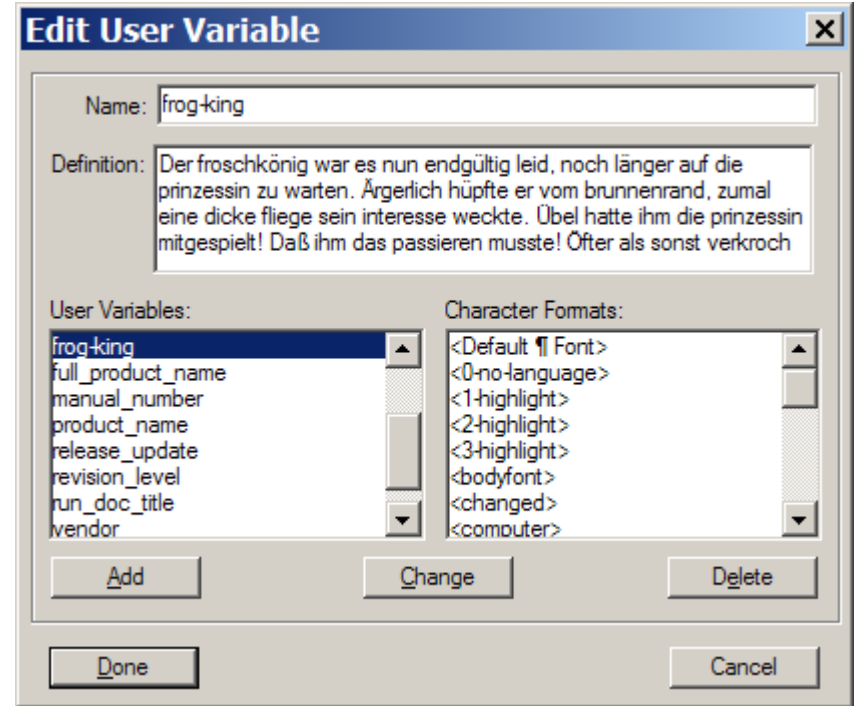 Edit User Variable
Name: frog-king
Definition: Der froschkönig war es nun endgültig leid, noch länger auf die
prinzessin zu warten. Ärgerlich hüpfte er vom brunnenrand, zumal
eine dicke fliege sein interesse weckte. Übel hatte ihm die prinzessin
mitgespielt! Daß ihm das passieren musste! Öfter als sonst verkroch
User Variables:
frog-king
full_product_name
manual_number
product_name
release_update
revision_level
run_doc_title
vendor
Character Formats:
<Default ¶ Font>
<0-no-language>
<1-highlight>
<2-highlight>
<3-highlight>
<bodyfont>
<changed>
<computer>
Add
Change
Delete
Done
Cancel